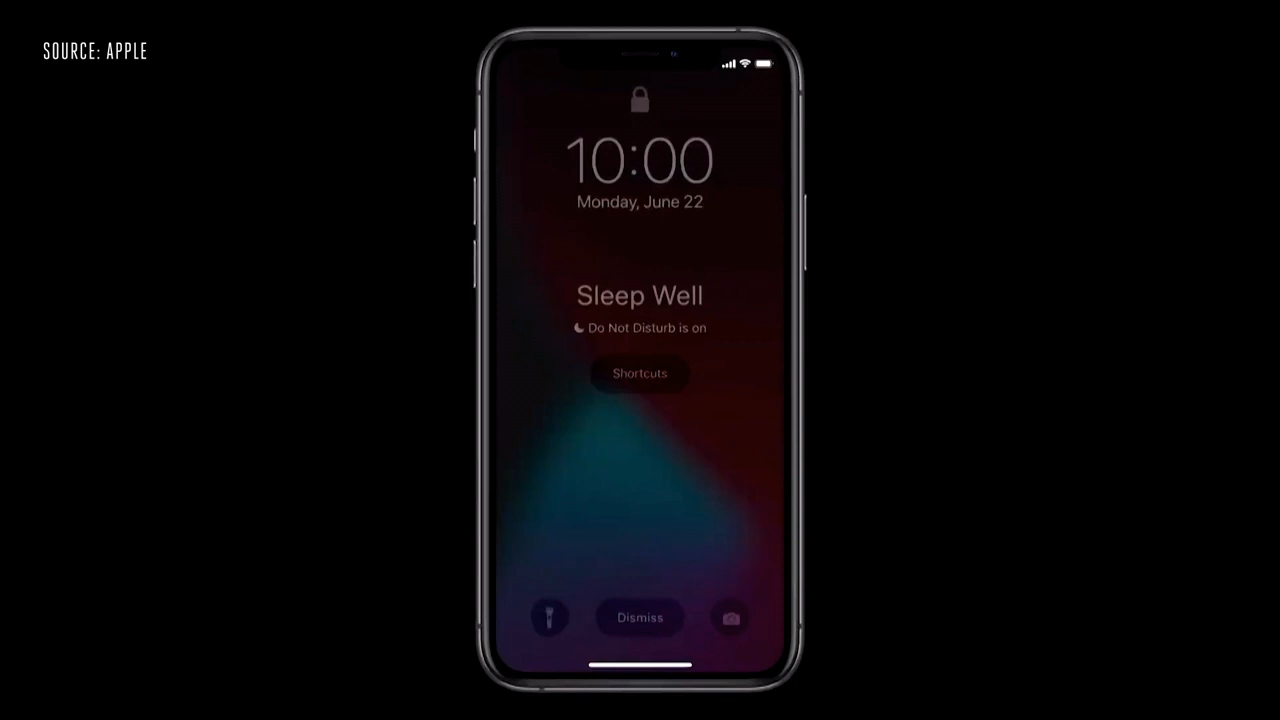 SOURCE: APPLE
10:00
Monday, June 22
Sleep Well
Do Not Disturb is on
Shortcuts
Dismiss